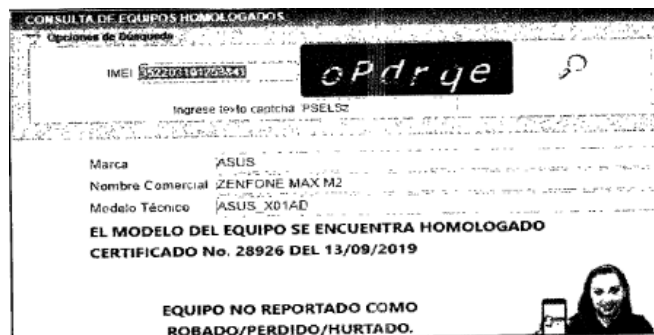 CONSULTA DE EQUIPOS HOMOLOGADOS
Opciones de Búsqueda
IMEI
oPdrqe
Ingrese texto captcha PSELSz
Marca ASUS
Nombre Comercial ZENFONE MAX M2
Modelo Técnico ASUS_X01AD
EL MODELO DEL EQUIPO SE ENCUENTRA HOMOLOGADO
CERTIFICADO No. 28926 DEL 13/09/2019
EQUIPO NO REPORTADO COMO
ROBADO/PERDIDO/HURTADO.